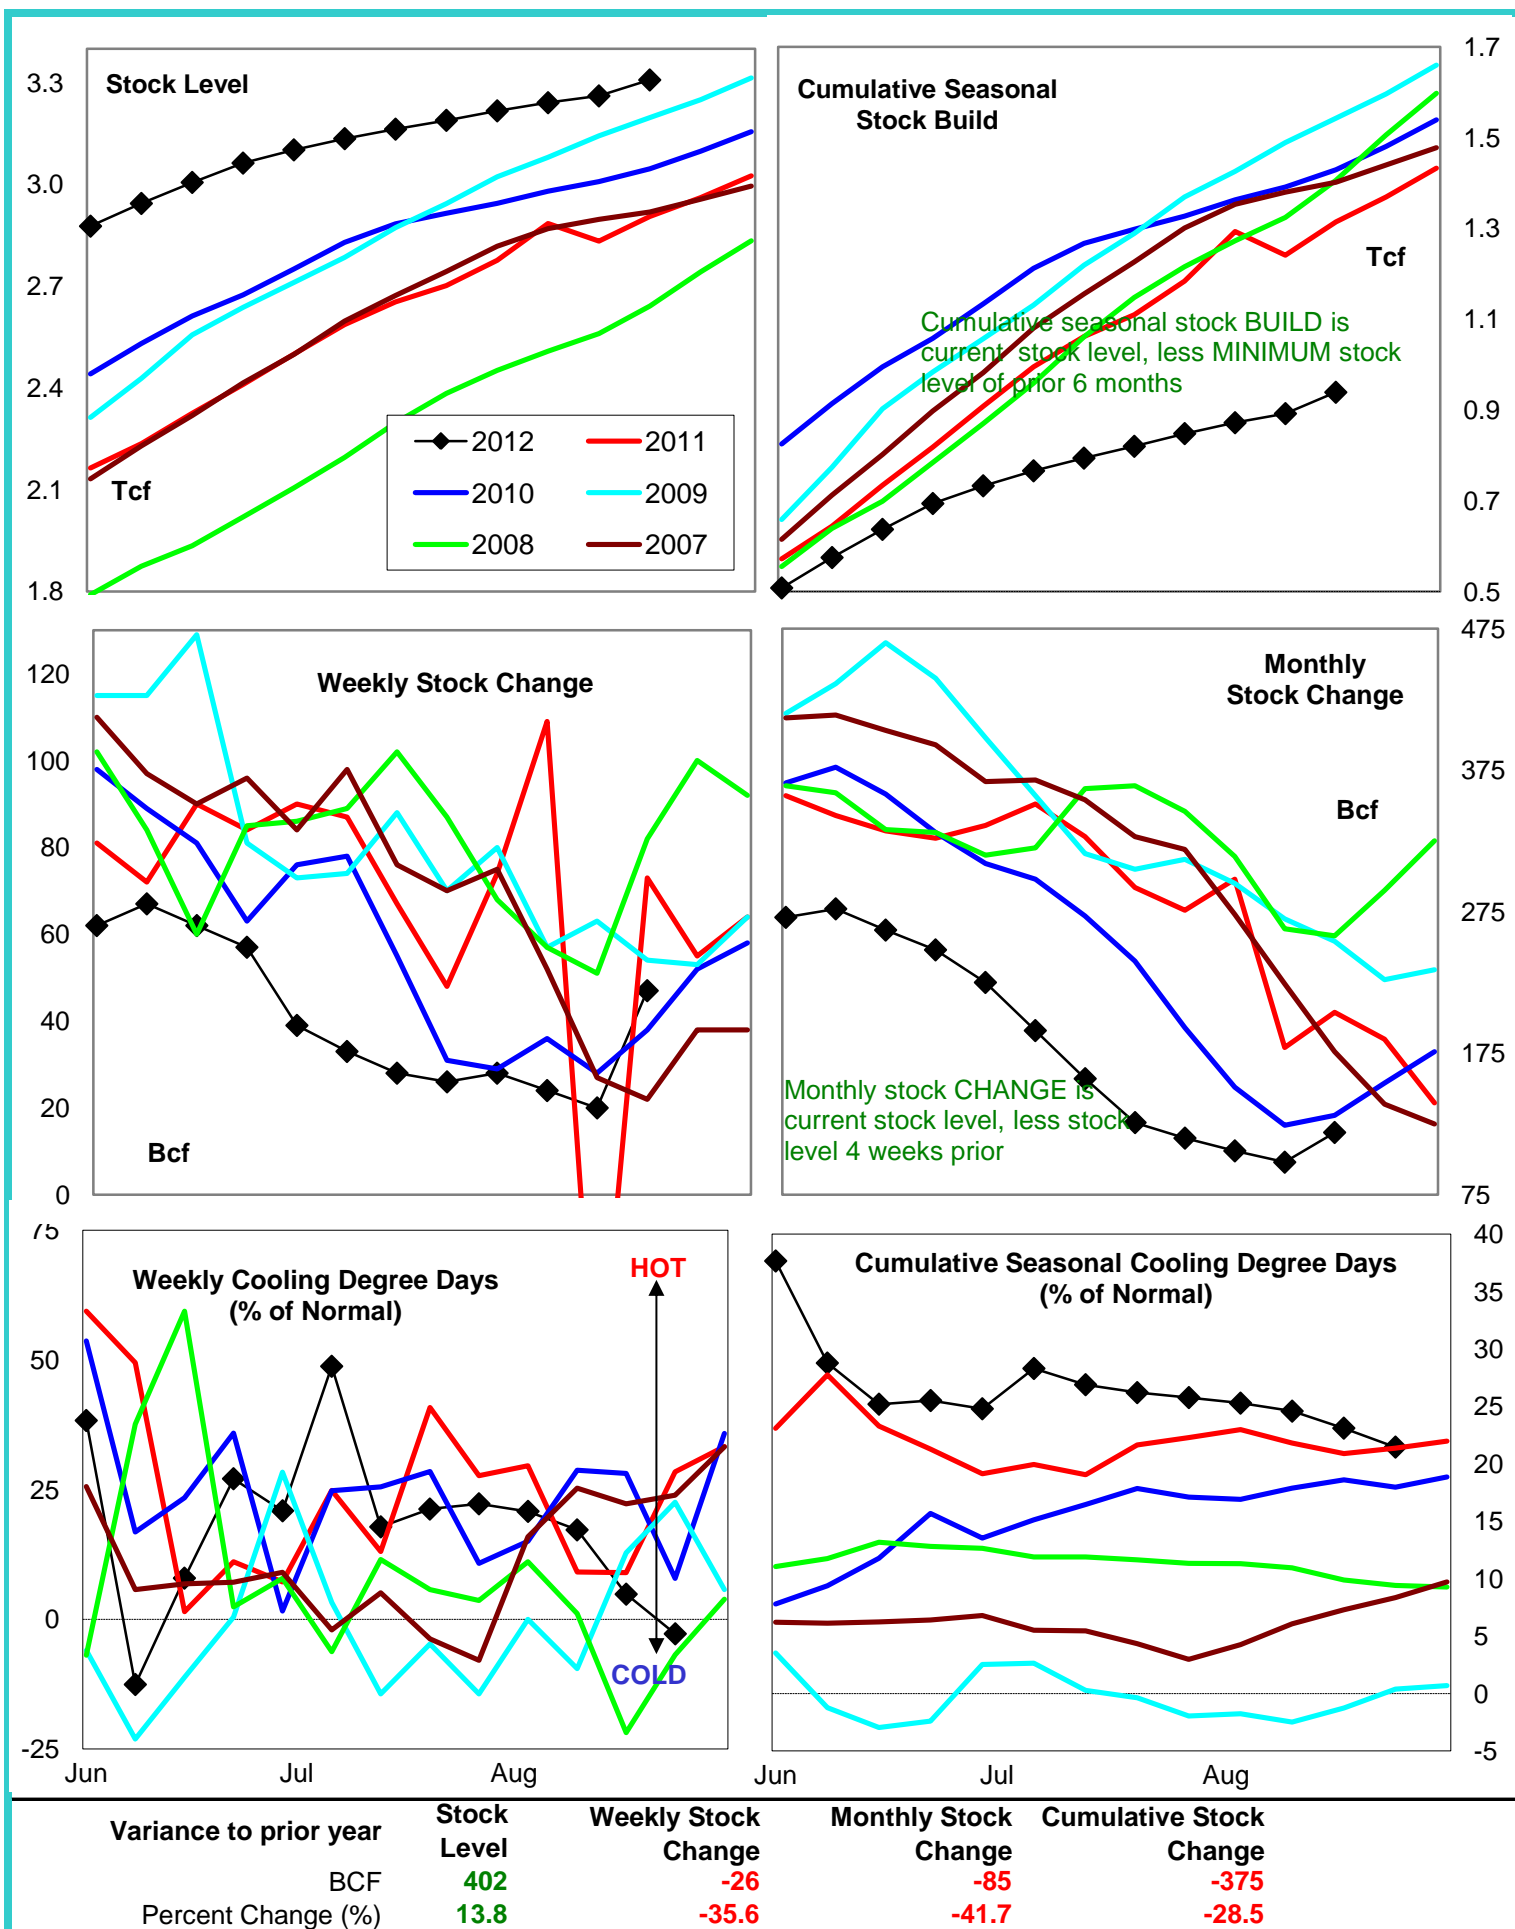 Stock Level
3.3
3.0
2.7
2.4
2.1
1.8
Tcf
2012
2011
2010
2009
2008
2007
Cumulative Seasonal
Stock Build
1.7
1.5
1.3
1.1
0.9
0.7
0.5
Tcf
Cumulative seasonal stock BUILD is
current stock level, less MINIMUM stock
level of prior 6 months
Weekly Stock Change
120
100
80
60
40
20
0
Bcf
Monthly
Stock Change
475
375
275
175
75
Bcf
Monthly stock CHANGE is
current stock level, less stock
level 4 weeks prior
Weekly Cooling Degree Days
(% of Normal)
75
50
25
0
-25
HOT
COLD
Jun Jul Aug
Cumulative Seasonal Cooling Degree Days
(% of Normal)
40
35
30
25
20
15
10
5
0
-5
Jun Jul Aug
Variance to prior year
Stock
Level
Weekly Stock
Change
Monthly Stock
Change
Cumulative Stock
Change
BCF 402 -26 -85 -375
Percent Change (%) 13.8 -35.6 -41.7 -28.5